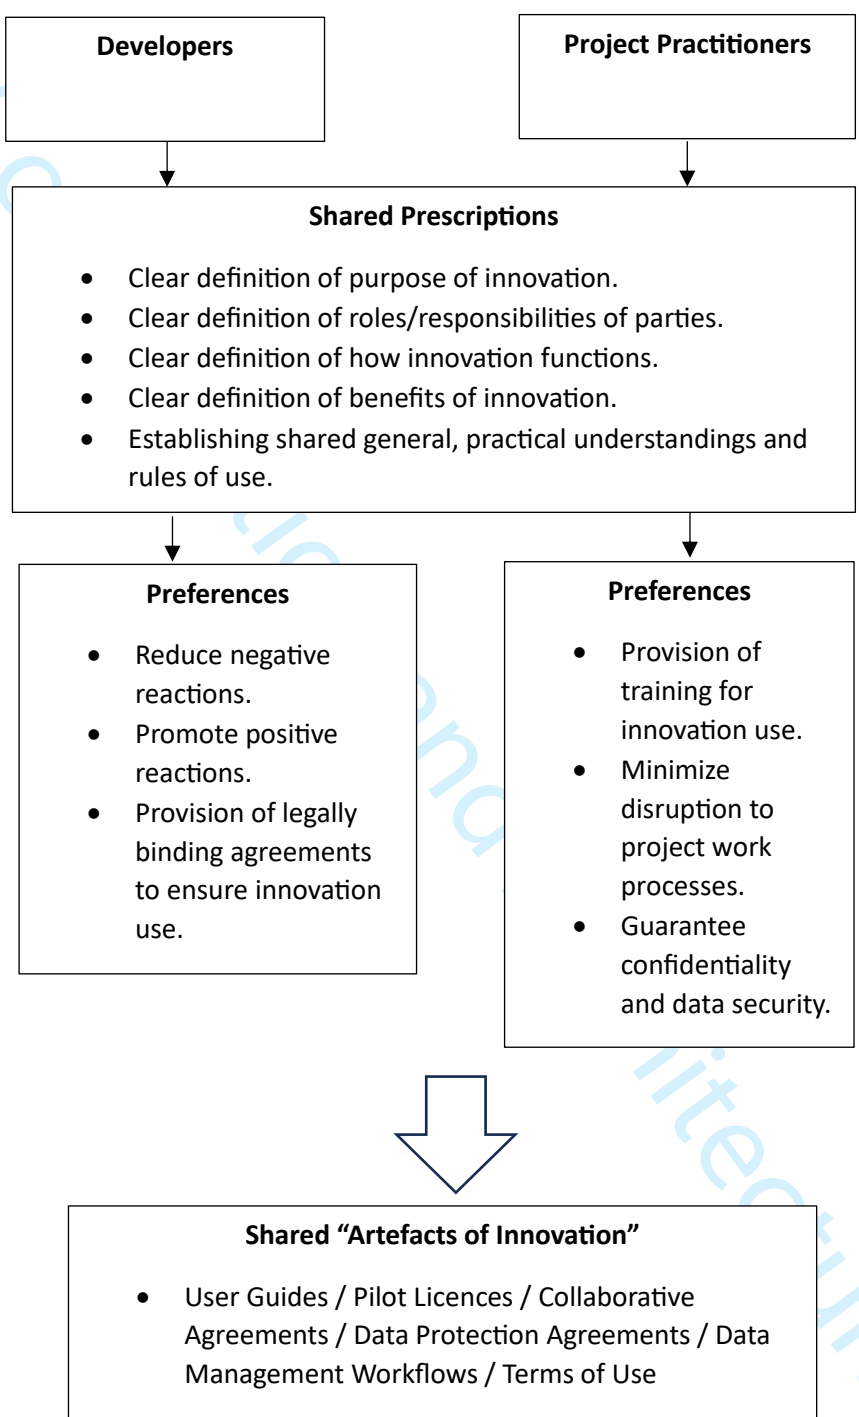 Developers
Project Practitioners
Shared Prescriptions
• Clear definition of purpose of innovation.
• Clear definition of roles/responsibilities of parties.
• Clear definition of how innovation functions.
• Clear definition of benefits of innovation.
• Establishing shared general, practical understandings and
rules of use.
Preferences
• Reduce negative
reactions.
• Promote positive
reactions.
• Provision of legally
binding agreements
to ensure innovation
use.
Preferences
• Provision of
training for
innovation use.
• Minimize
disruption to
project work
processes.
• Guarantee
confidentiality
and data security.
Shared “Artefacts of Innovation”
• User Guides / Pilot Licences / Collaborative
Agreements / Data Protection Agreements / Data
Management Workflows / Terms of Use